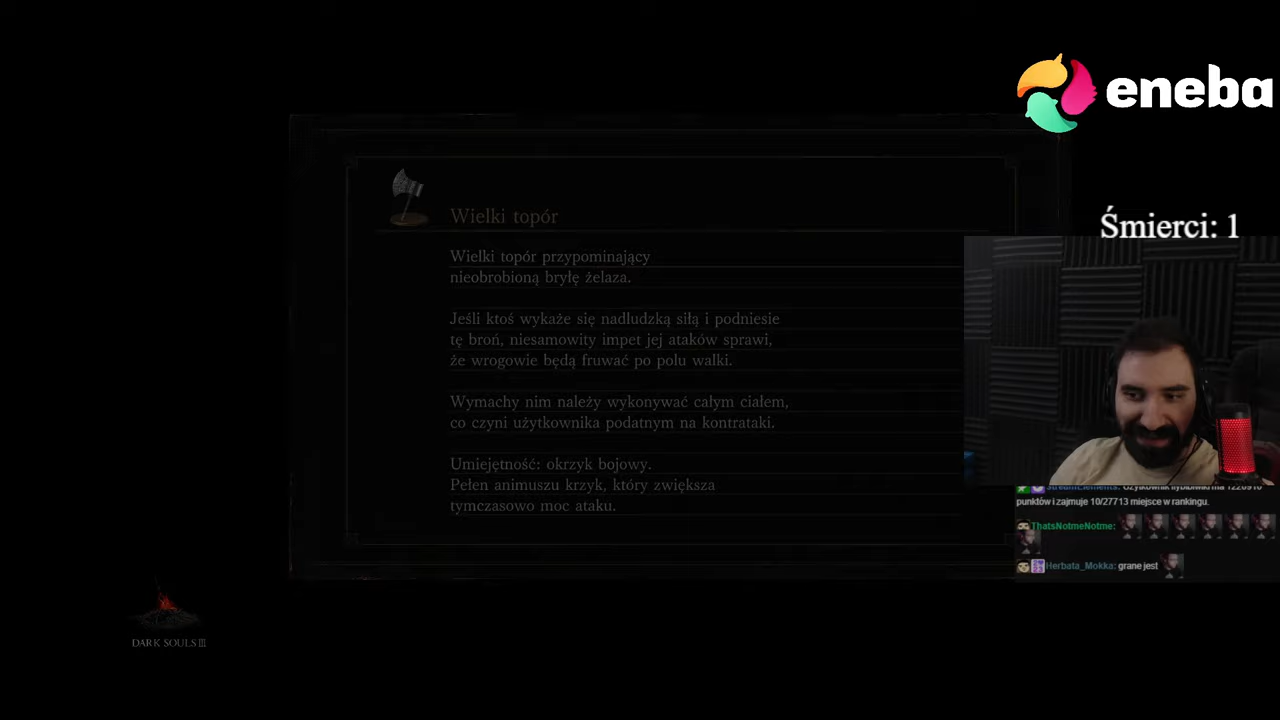 eneba
Śmierci: 1
Wielki topór
Wielki topór przypominający
nieobrobioną bryłę żelaza.
Jeśli ktoś wykaże się nadludzką siłą i podniesie
tę broń, niesamowity impet jej ataków sprawi,
że wrogowie będą fruwać po polu walki.
Wymachy nim należy wykonywać całym ciałem,
co czyni użytkownika podatnym na kontrataki.
Umiejętność: okrzyk bojowy.
Pełen animuszu krzyk, który zwiększa
tymczasowo moc ataku.
punktów i zajmuje 10/27713 miejsce w rankingu.
ThatsNotmeNotme:
Herbata_Mokka: grane jest
DARK SOULS III